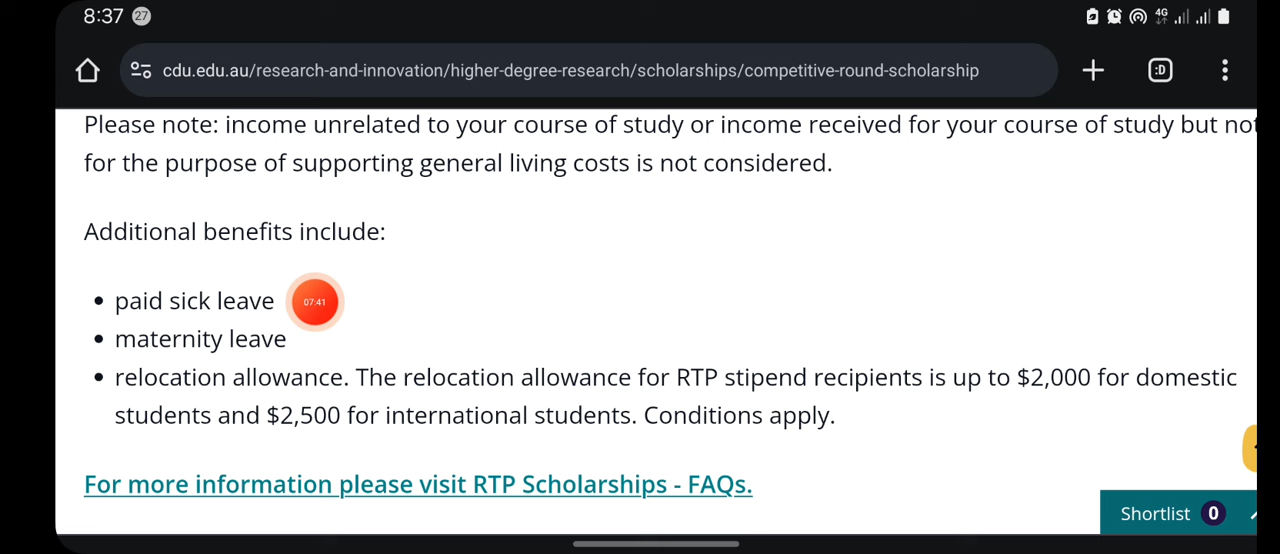 8:37 27 4G
cdu.edu.au/research-and-innovation/higher-degree-research/scholarships/competitive-round-scholarship :D
Please note: income unrelated to your course of study or income received for your course of study but not
for the purpose of supporting general living costs is not considered.
Additional benefits include:
• paid sick leave 07:41
• maternity leave
• relocation allowance. The relocation allowance for RTP stipend recipients is up to $2,000 for domestic
students and $2,500 for international students. Conditions apply.
For more information please visit RTP Scholarships - FAQs.
Shortlist 0